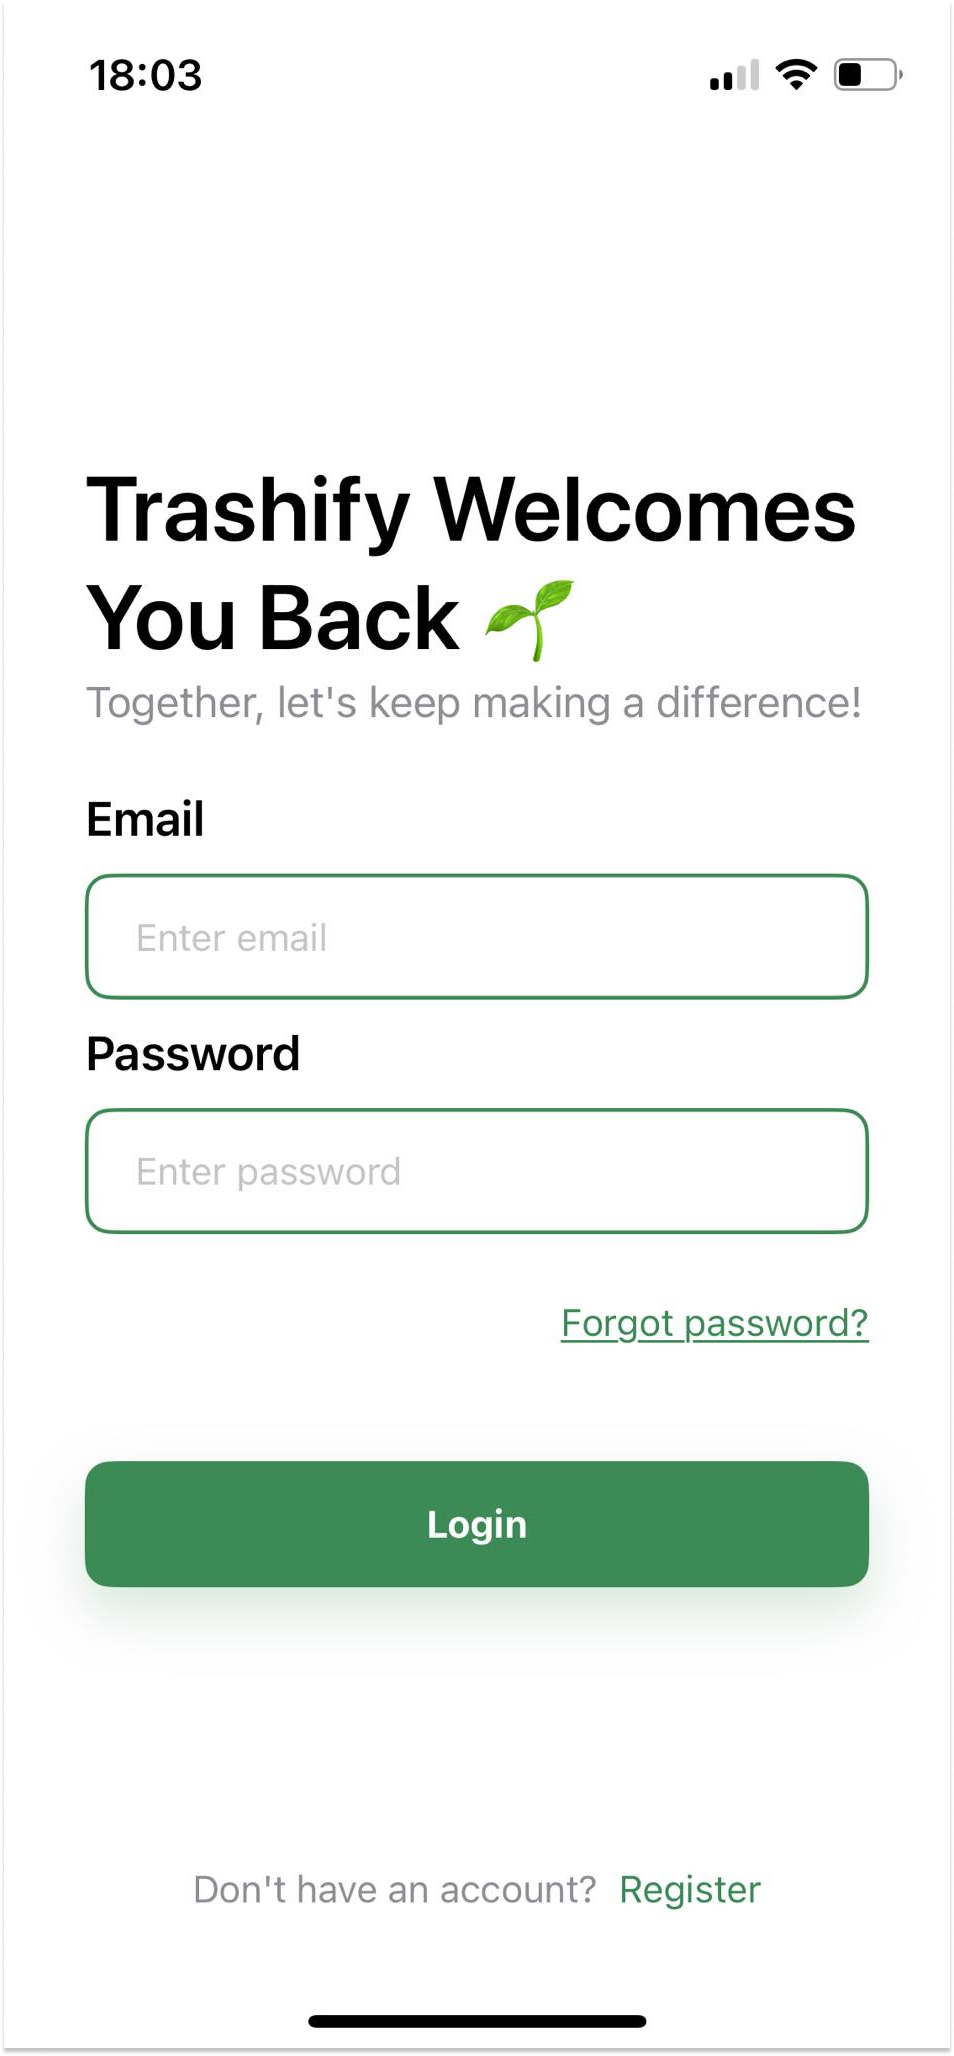 18:03
Trashify Welcomes
You Back 🌱
Together, let's keep making a difference!
Email
Enter email
Password
Enter password
Forgot password?
Login
Don't have an account? Register